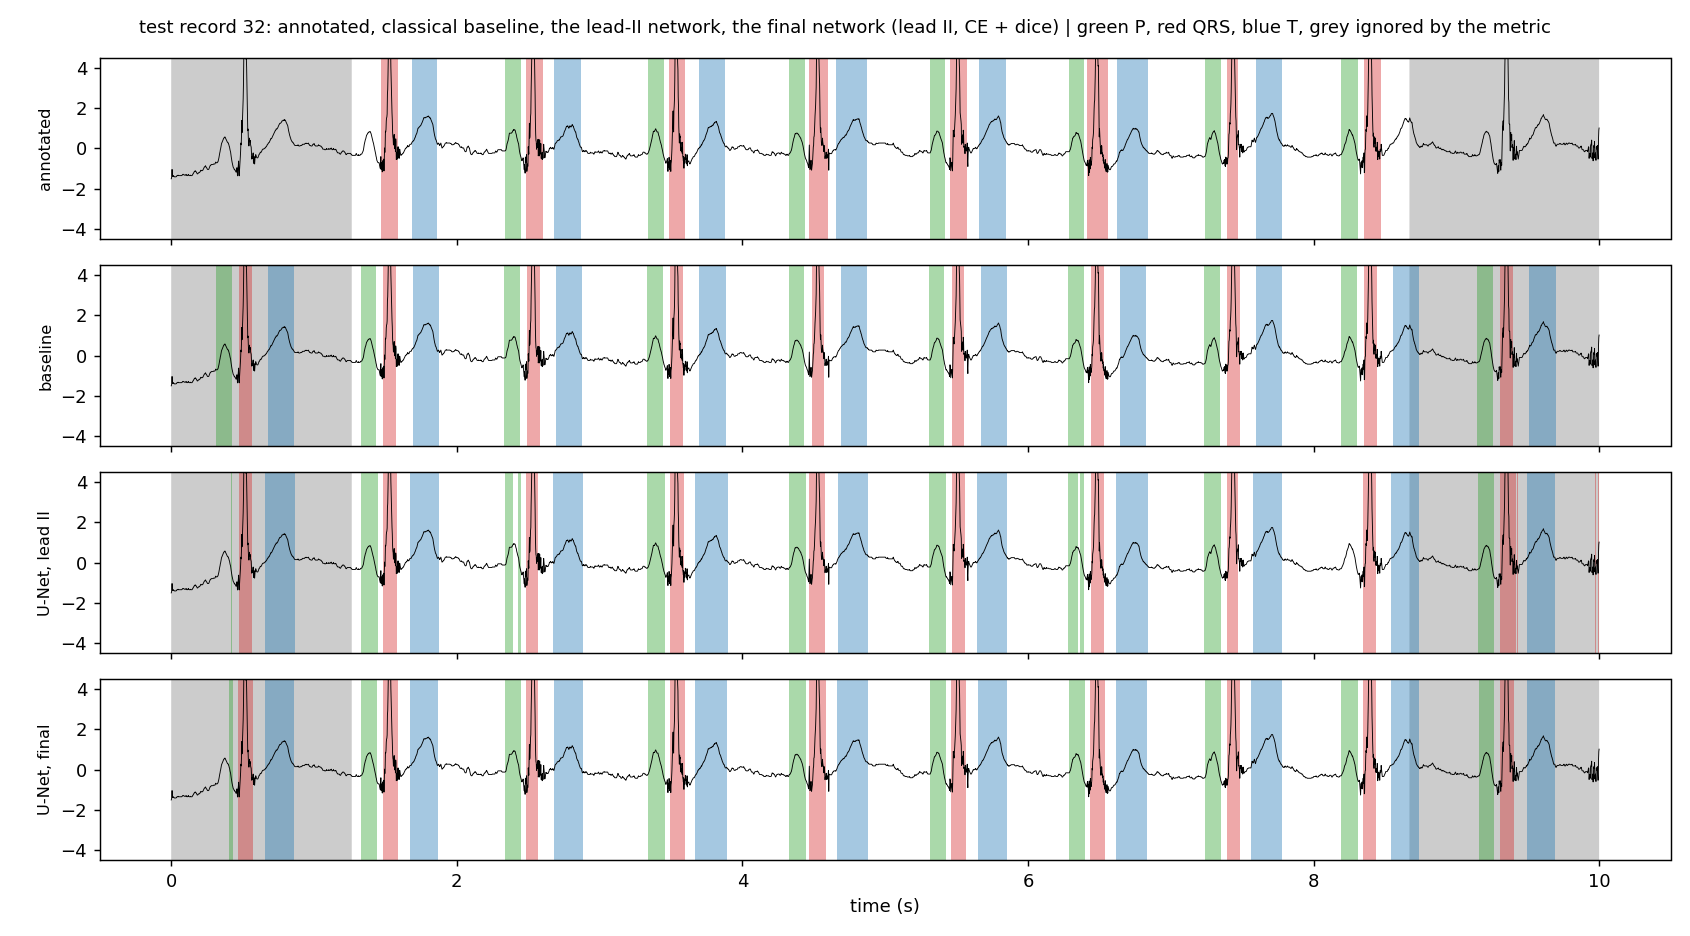 test record 32: annotated, classical baseline, the lead-II network, the final network (lead II, CE + dice) | green P, red QRS, blue T, grey ignored by the metric
annotated
4
2
0
−2
−4
baseline
4
2
0
−2
−4
U-Net, lead II
4
2
0
−2
−4
U-Net, final
4
2
0
−2
−4
0 2 4 6 8 10
time (s)